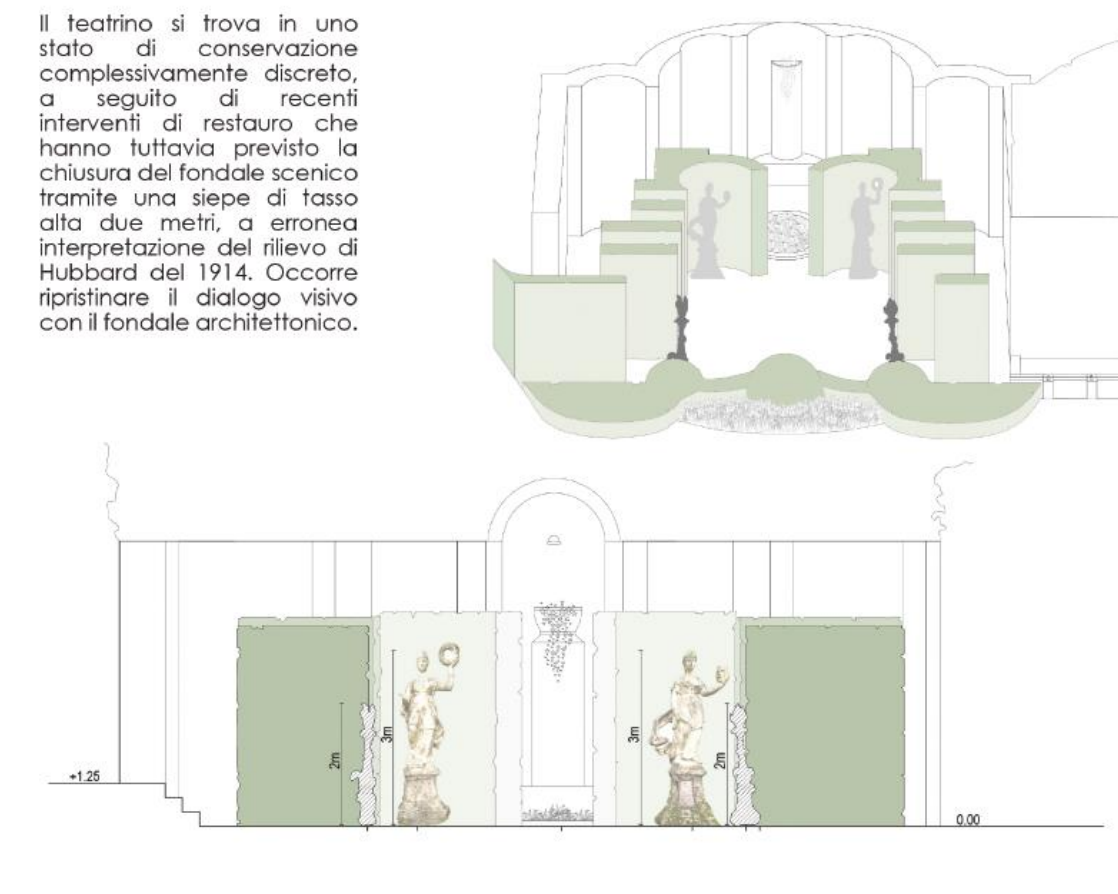 Il teatrino si trova in uno
stato di conservazione
complessivamente discreto,
a seguito di recenti
interventi di restauro che
hanno tuttavia previsto la
chiusura del fondale scenico
tramite una siepe di tasso
alta due metri, a erronea
interpretazione del rilievo di
Hubbard del 1914. Occorre
ripristinare il dialogo visivo
con il fondale architettonico.
2m
3m
3m
2m
+1.25
0.00